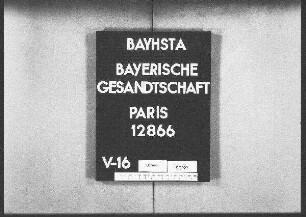 BAYHSTA
BAYERISCHE
GESANDTSCHAFT
PARIS
12866
V-16